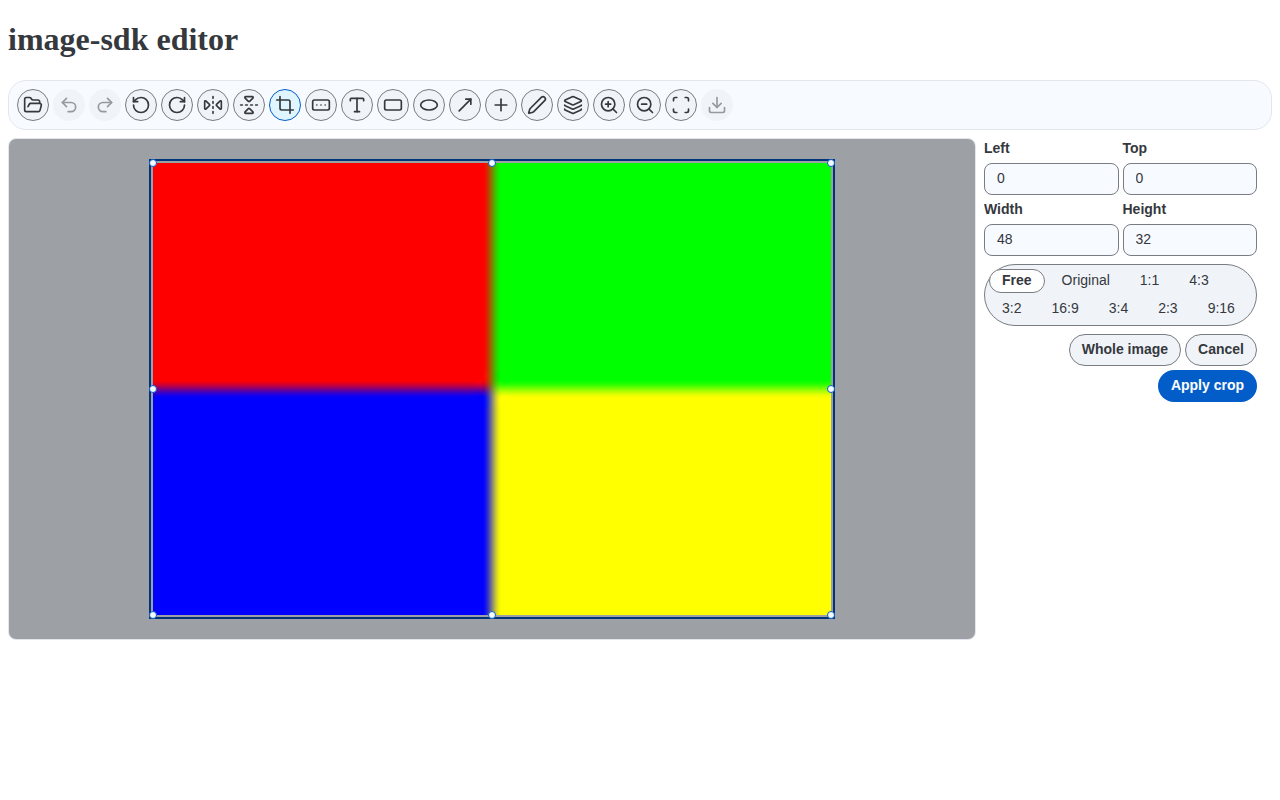 image-sdk editor
Left Top
0 0
Width Height
48 32
Free Original 1:1 4:3
3:2 16:9 3:4 2:3 9:16
Whole image Cancel
Apply crop